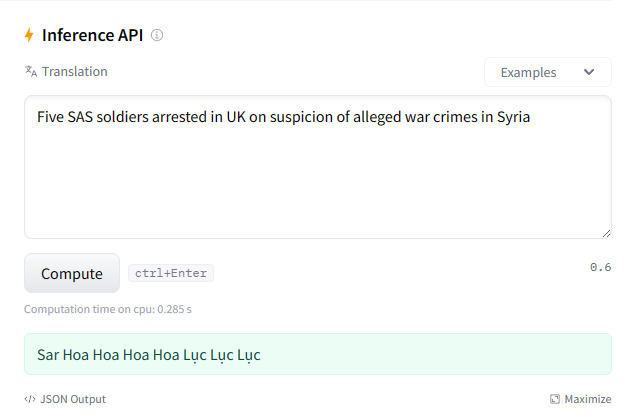 Inference API
Translation
Examples
Five SAS soldiers arrested in UK on suspicion of alleged war crimes in Syria
Compute
ctrl+Enter
0.6
Computation time on cpu: 0.285 s
Sar Hoa Hoa Hoa Hoa Lục Lục Lục
</> JSON Output
Maximize